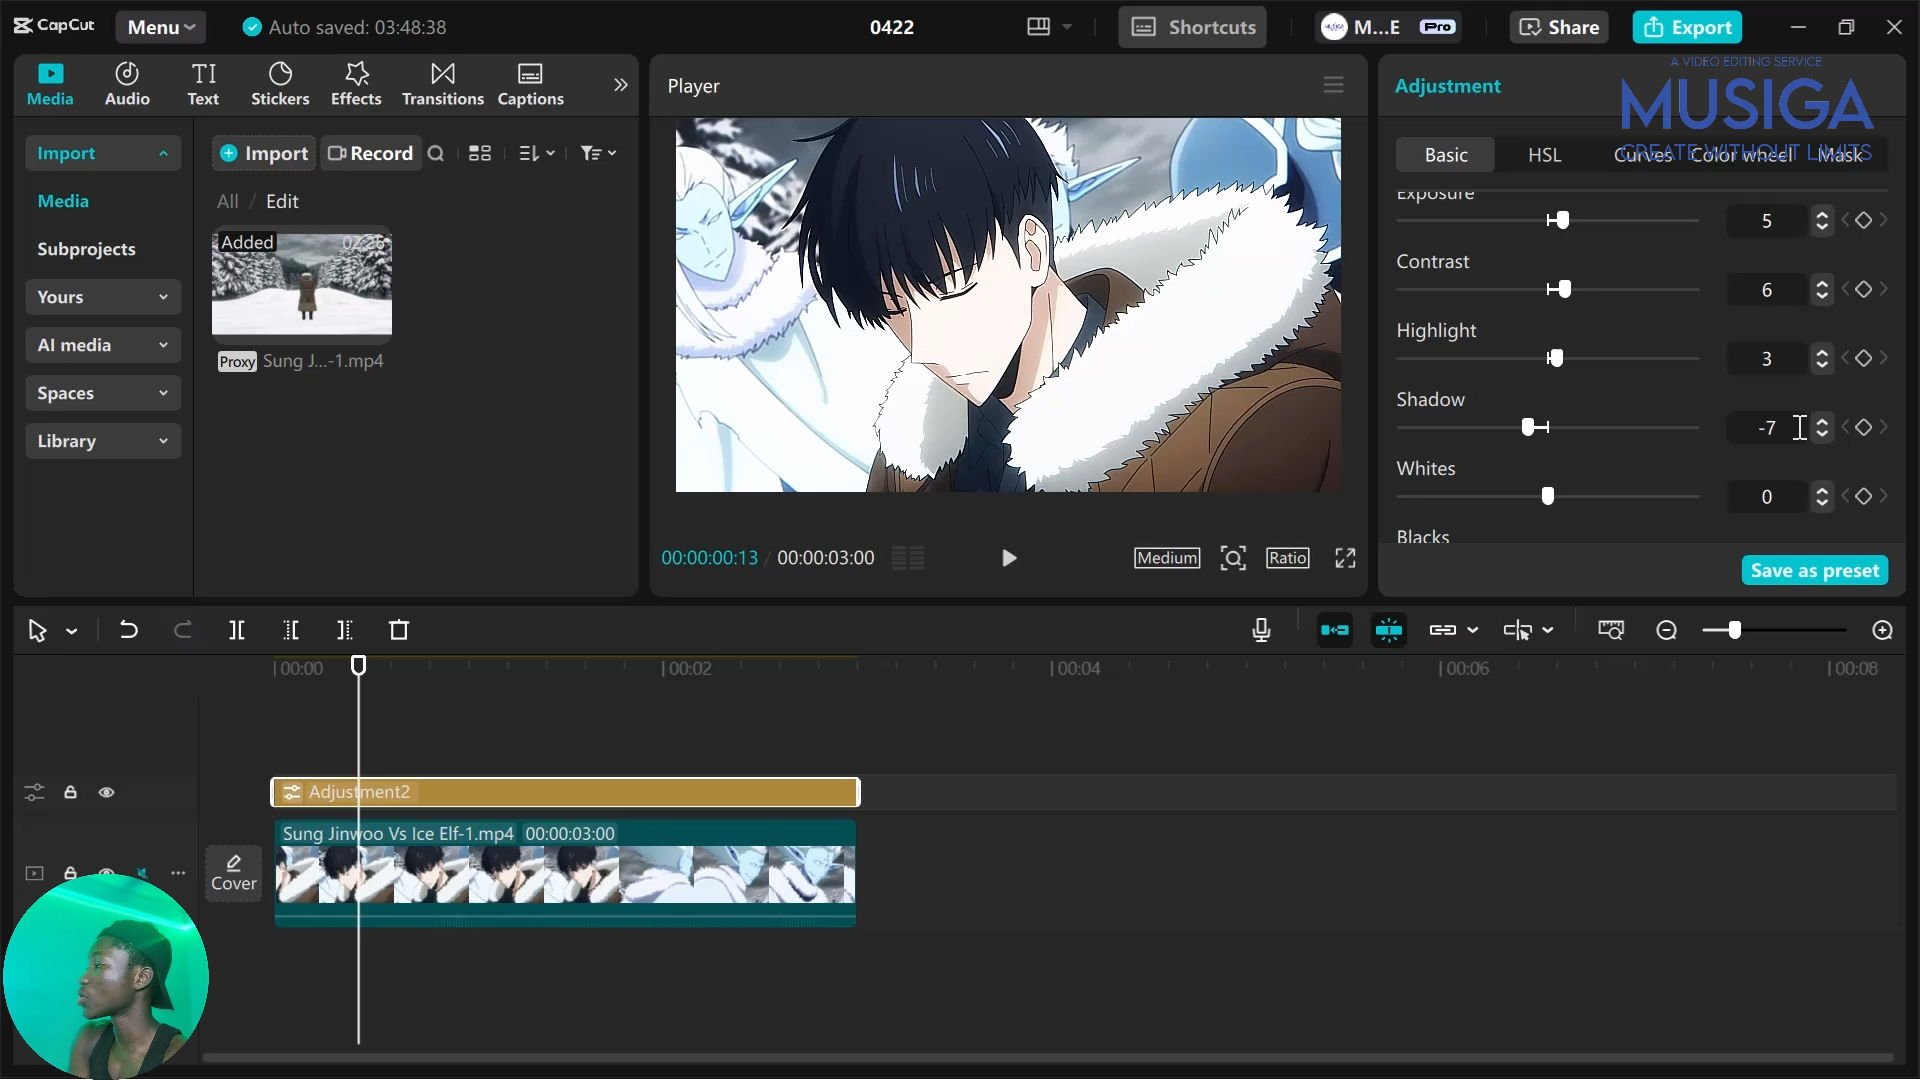 CapCut
Menu
Auto saved: 03:48:38
0422
Shortcuts
M...E
Pro
Share
Export
Media
Audio
Text
Stickers
Effects
Transitions
Captions
Player
Adjustment
A VIDEO EDITING SERVICE
MUSIGA
CREATE WITHOUT LIMITS
Import
Media
Subprojects
Yours
AI media
Spaces
Library
Import
Record
All / Edit
Added
02:26
Proxy
Sung J...-1.mp4
Basic
HSL
Curves
Color wheel
Mask
Exposure
5
Contrast
6
Highlight
3
Shadow
-7
Whites
0
Blacks
Save as preset
00:00:00:13 / 00:00:03:00
Medium
Ratio
00:00
00:02
00:04
00:06
00:08
Adjustment2
Sung Jinwoo Vs Ice Elf-1.mp4 00:00:03:00
Cover